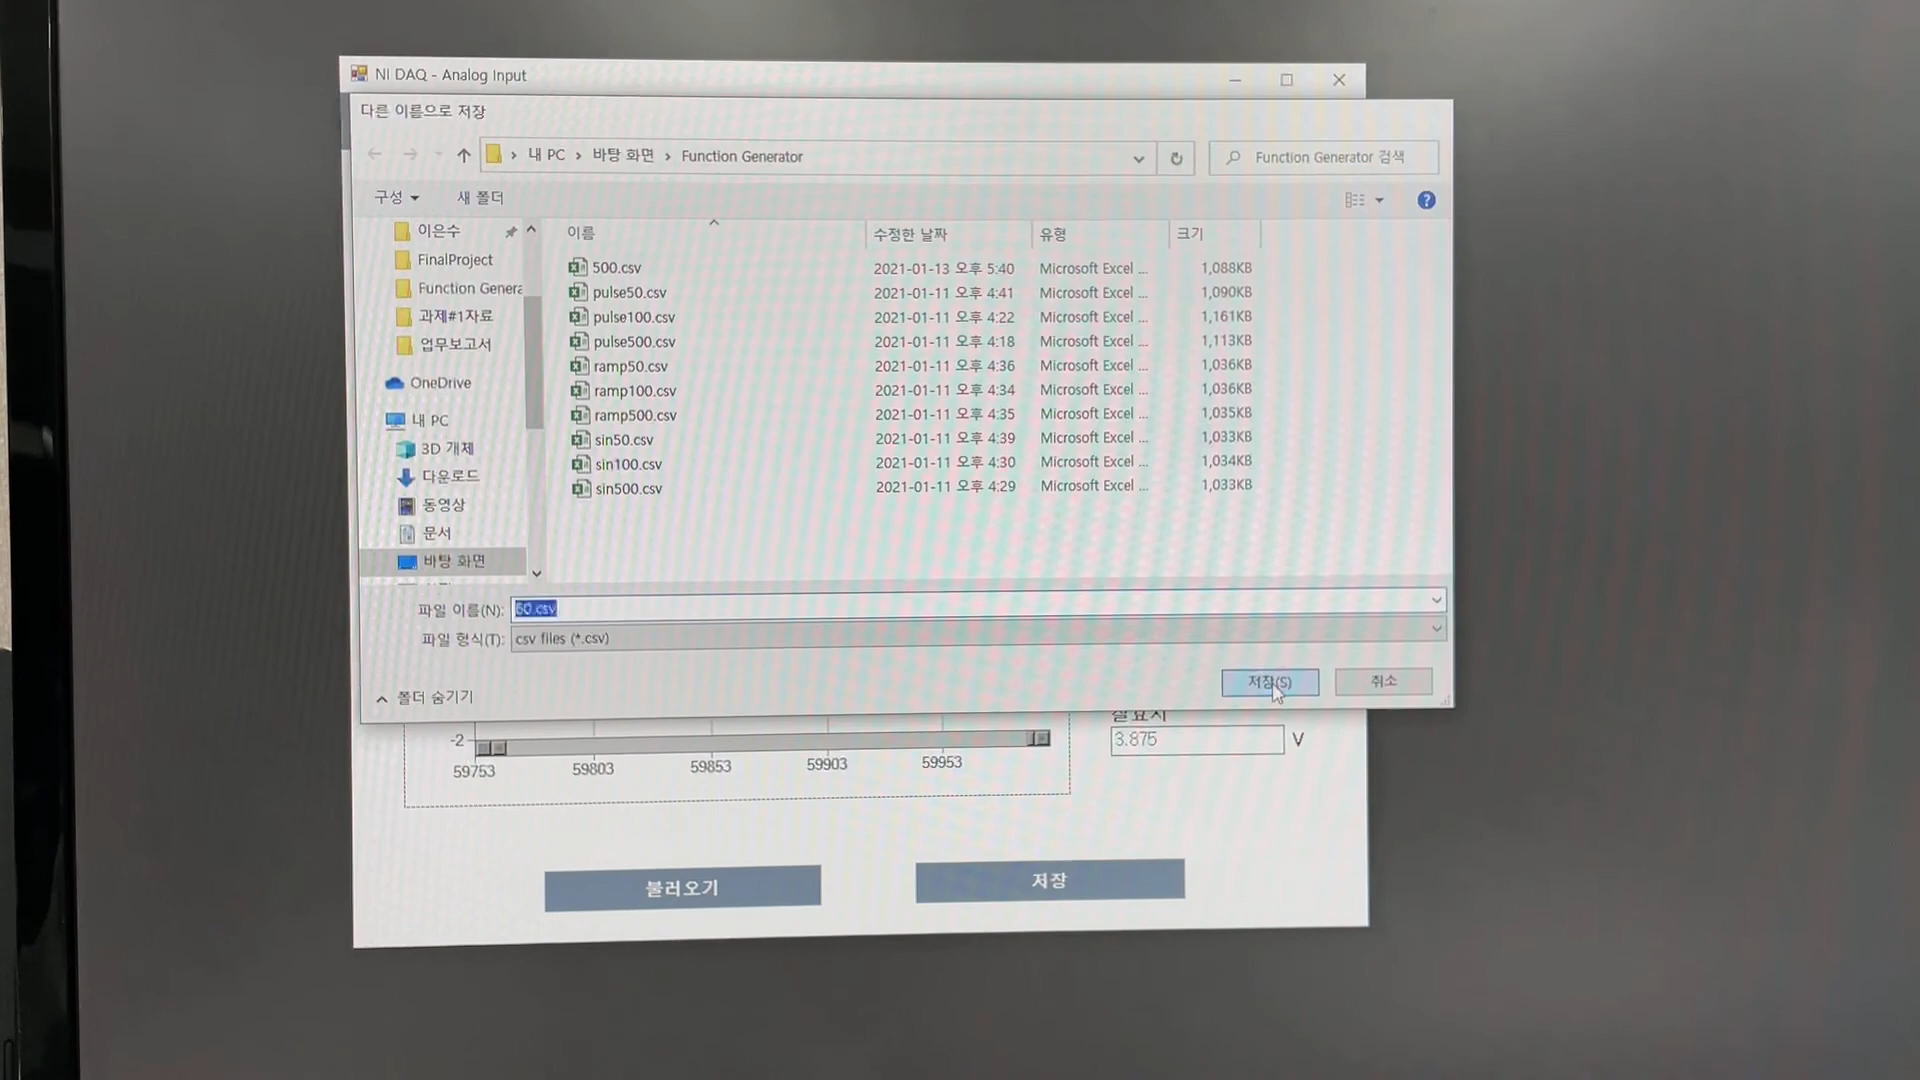 NI DAQ - Analog Input
다른 이름으로 저장
내 PC › 바탕 화면 › Function Generator
Function Generator 검색
구성 새 폴더
이름 수정한 날짜 유형 크기
500.csv 2021-01-13 오후 5:40 Microsoft Excel ... 1,088KB
pulse50.csv 2021-01-11 오후 4:41 Microsoft Excel ... 1,090KB
pulse100.csv 2021-01-11 오후 4:22 Microsoft Excel ... 1,161KB
pulse500.csv 2021-01-11 오후 4:18 Microsoft Excel ... 1,113KB
ramp50.csv 2021-01-11 오후 4:36 Microsoft Excel ... 1,036KB
ramp100.csv 2021-01-11 오후 4:34 Microsoft Excel ... 1,036KB
ramp500.csv 2021-01-11 오후 4:35 Microsoft Excel ... 1,035KB
sin50.csv 2021-01-11 오후 4:39 Microsoft Excel ... 1,033KB
sin100.csv 2021-01-11 오후 4:30 Microsoft Excel ... 1,034KB
sin500.csv 2021-01-11 오후 4:29 Microsoft Excel ... 1,033KB
이은수
FinalProject
Function Genera
과제#1자료
업무보고서
OneDrive
내 PC
3D 개체
다운로드
동영상
문서
바탕 화면
파일 이름(N): 50.csv
파일 형식(T): csv files (*.csv)
폴더 숨기기
저장(S) 취소
-2
59753 59803 59853 59903 59953
3.875 V
불러오기 저장